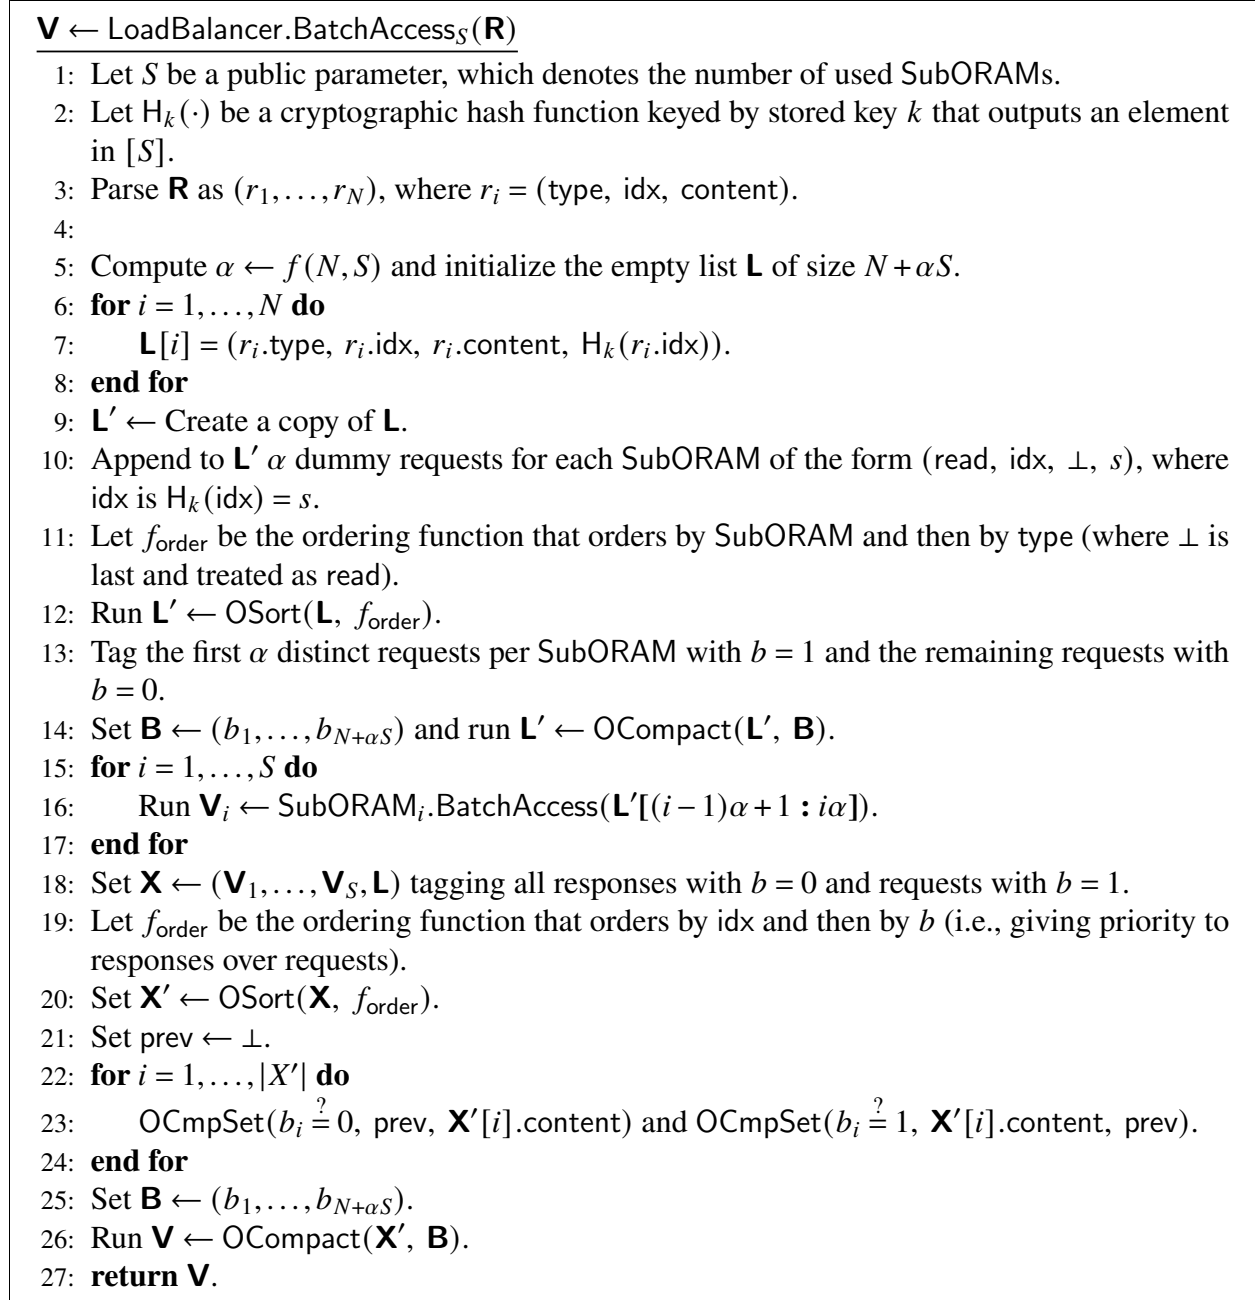 V ← LoadBalancer.BatchAccess_S(R)
1: Let S be a public parameter, which denotes the number of used SubORAMs.
2: Let H_k(·) be a cryptographic hash function keyed by stored key k that outputs an element
in [S].
3: Parse R as (r_1,…,r_N), where r_i = (type, idx, content).
4:
5: Compute α ← f(N,S) and initialize the empty list L of size N+αS.
6: for i = 1,…,N do
7: L[i] = (r_i.type, r_i.idx, r_i.content, H_k(r_i.idx)).
8: end for
9: L′ ← Create a copy of L.
10: Append to L′ α dummy requests for each SubORAM of the form (read, idx, ⊥, s), where
idx is H_k(idx) = s.
11: Let f_order be the ordering function that orders by SubORAM and then by type (where ⊥ is
last and treated as read).
12: Run L′ ← OSort(L, f_order).
13: Tag the first α distinct requests per SubORAM with b = 1 and the remaining requests with
b = 0.
14: Set B ← (b_1,…,b_{N+αS}) and run L′ ← OCompact(L′, B).
15: for i = 1,…,S do
16: Run V_i ← SubORAM_i.BatchAccess(L′[(i−1)α+1 : iα]).
17: end for
18: Set X ← (V_1,…,V_S,L) tagging all responses with b = 0 and requests with b = 1.
19: Let f_order be the ordering function that orders by idx and then by b (i.e., giving priority to
responses over requests).
20: Set X′ ← OSort(X, f_order).
21: Set prev ← ⊥.
22: for i = 1,…,|X′| do
23: OCmpSet(b_i ≟ 0, prev, X′[i].content) and OCmpSet(b_i ≟ 1, X′[i].content, prev).
24: end for
25: Set B ← (b_1,…,b_{N+αS}).
26: Run V ← OCompact(X′, B).
27: return V.